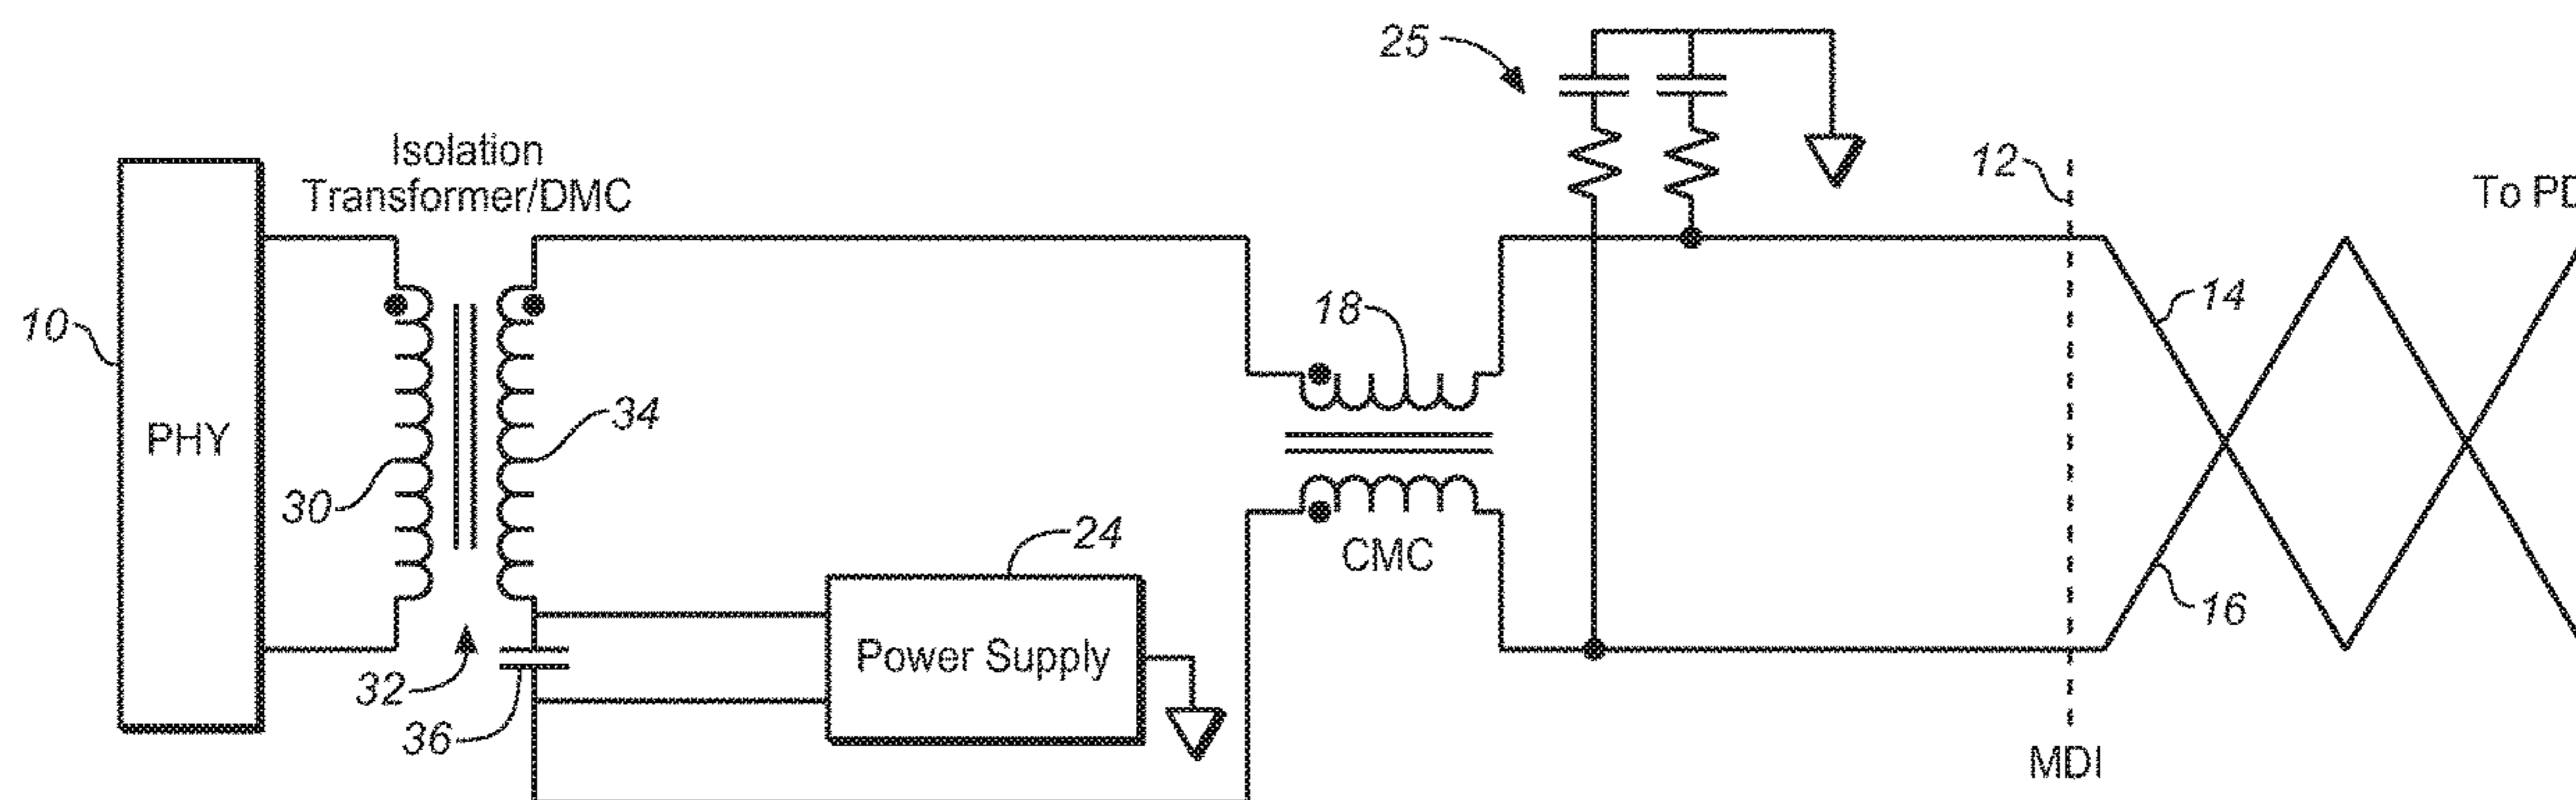 25
Isolation
Transformer/DMC
12
To PD
10
18
14
PHY
34
30
24
CMC
16
Power Supply
32
36
MDI